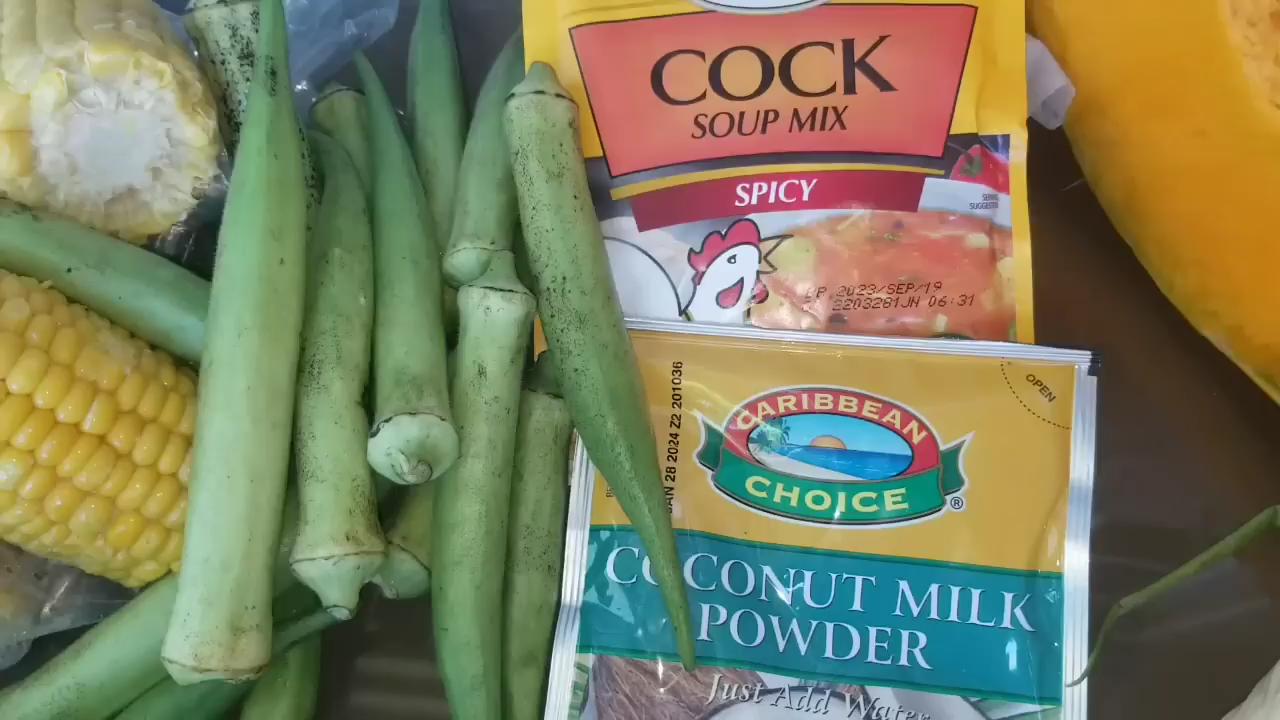 COCK
SOUP MIX
SPICY
2023/SEP/19
2203281JN 06:31
OPEN
CARIBBEAN
CHOICE
®
JAN 28 2024 Z2 201036
COCONUT MILK
POWDER
Just Add Water